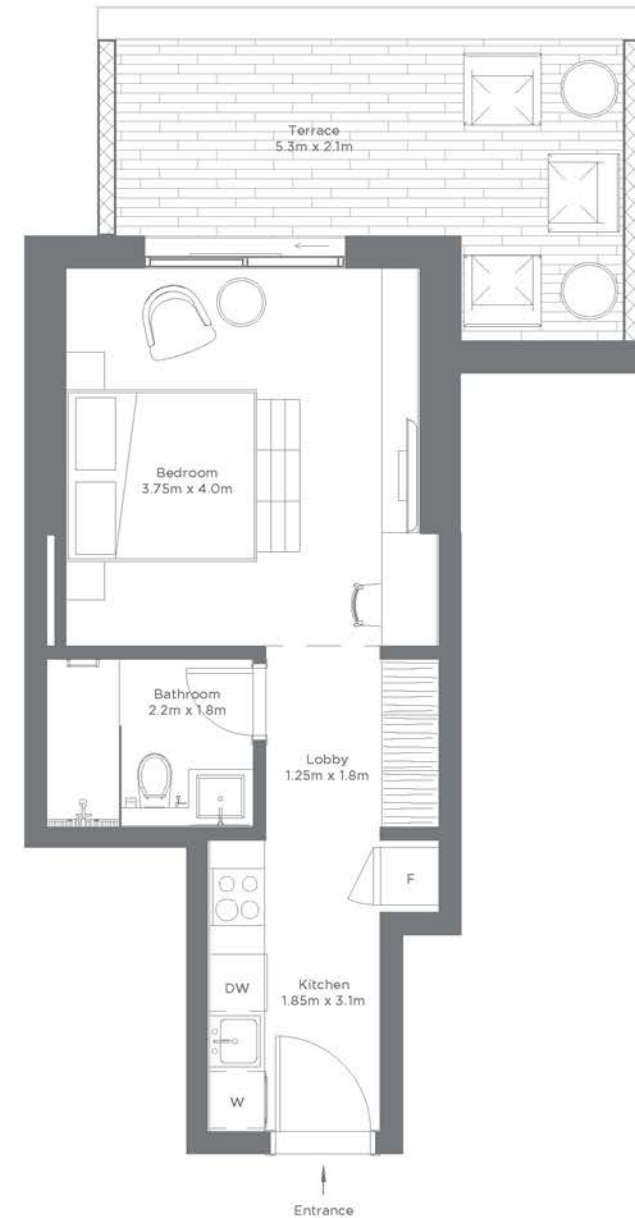 Terrace
5.3m x 2.1m
Bedroom
3.75m x 4.0m
Bathroom
2.2m x 1.8m
Lobby
1.25m x 1.8m
F
Kitchen
1.85m x 3.1m
DW
W
Entrance